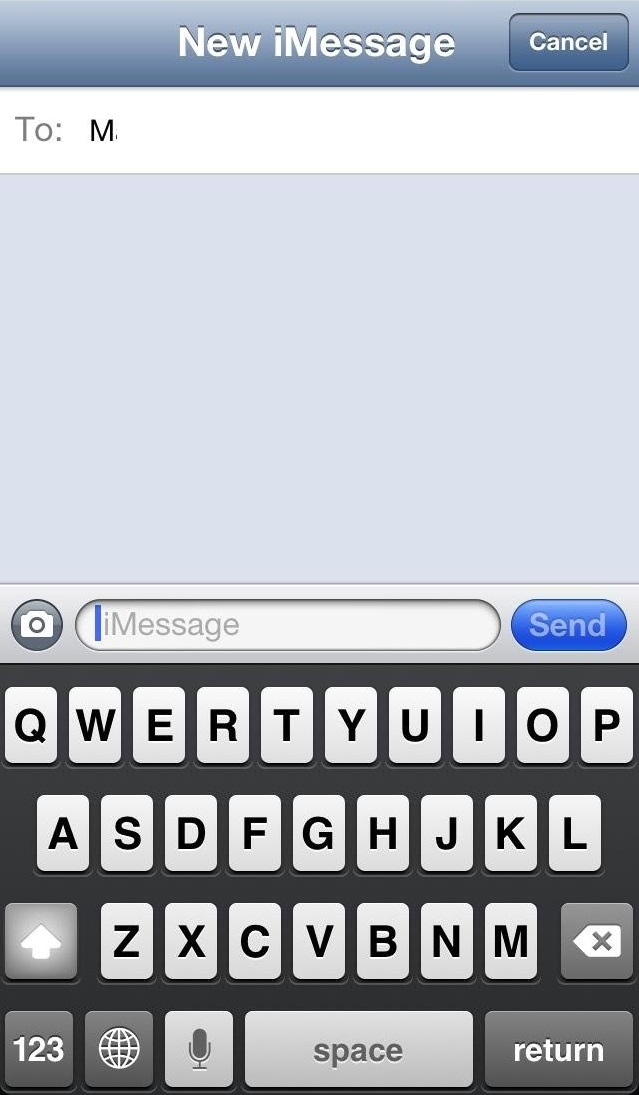 New iMessage Cancel
To: M
iMessage Send
Q W E R T Y U I O P
A S D F G H J K L
Z X C V B N M
123 space return